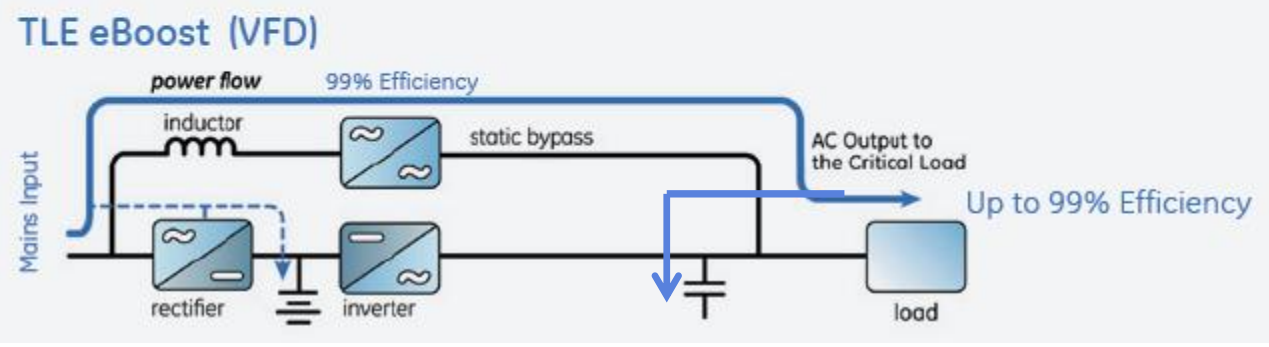 TLE eBoost (VFD)
power flow
99% Efficiency
inductor
static bypass
AC Output to
the Critical Load
Mains Input
Up to 99% Efficiency
rectifier
inverter
load